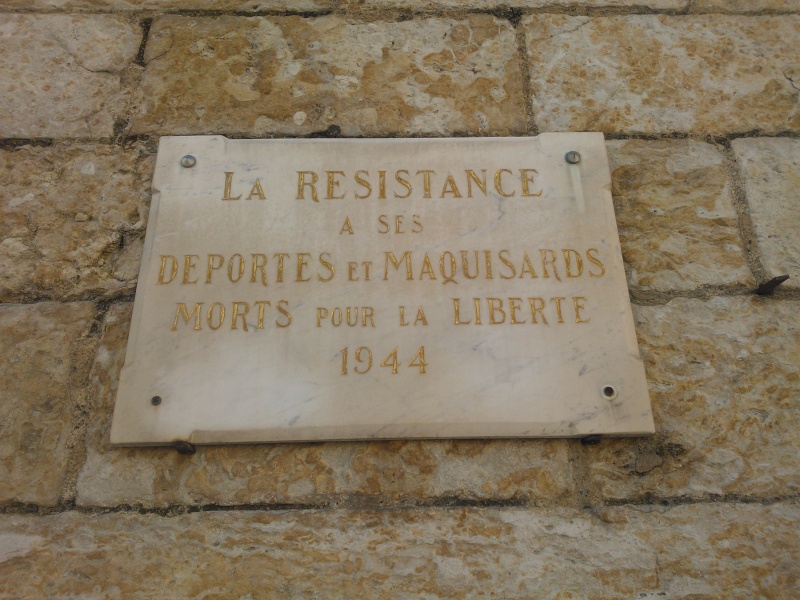 LA RESISTANCE
A SES
DEPORTES ET MAQUISARDS
MORTS POUR LA LIBERTE
1944